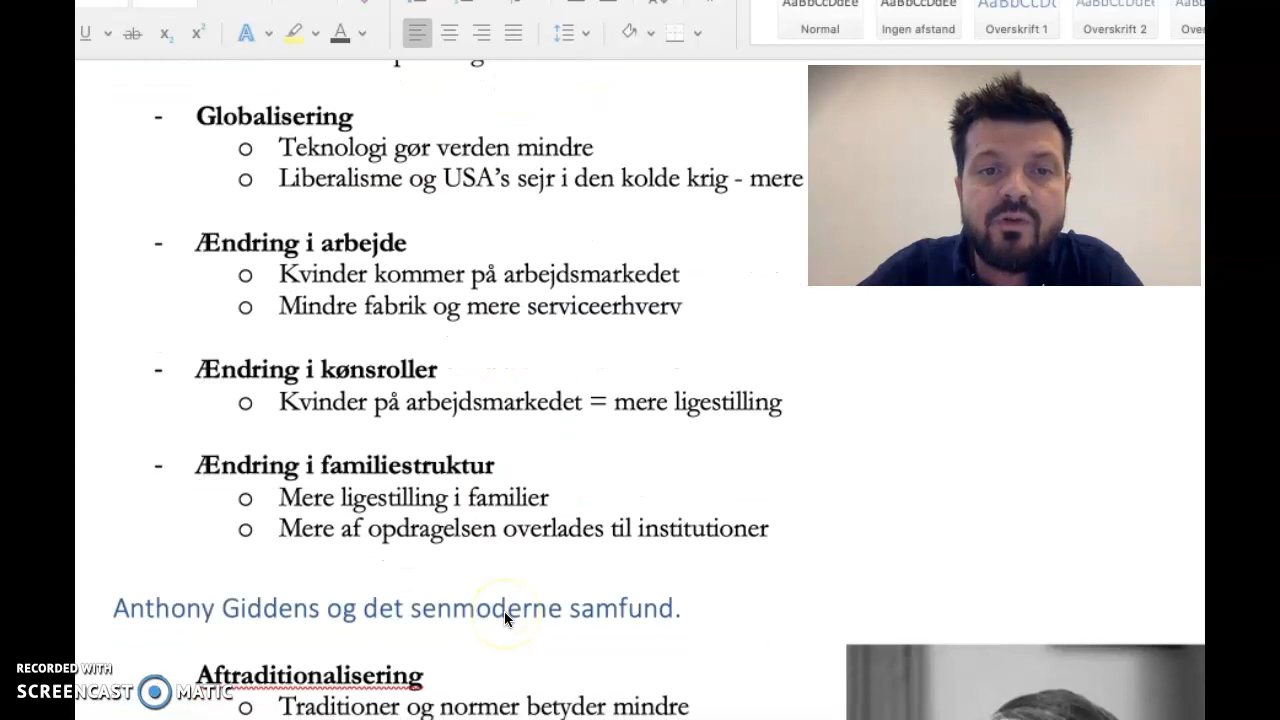 U ab x₂ x² A A
AaBbCcDdEe AaBbCcDdEe AaBbCcDc AaBbCcDdEe
Normal Ingen afstand Overskrift 1 Overskrift 2
- Globalisering
o Teknologi gør verden mindre
o Liberalisme og USA’s sejr i den kolde krig - mere
- Ændring i arbejde
o Kvinder kommer på arbejdsmarkedet
o Mindre fabrik og mere serviceerhverv
- Ændring i kønsroller
o Kvinder på arbejdsmarkedet = mere ligestilling
- Ændring i familiestruktur
o Mere ligestilling i familier
o Mere af opdragelsen overlades til institutioner
Anthony Giddens og det senmoderne samfund.
Aftraditionalisering
o Traditioner og normer betyder mindre
RECORDED WITH
SCREENCAST MATIC